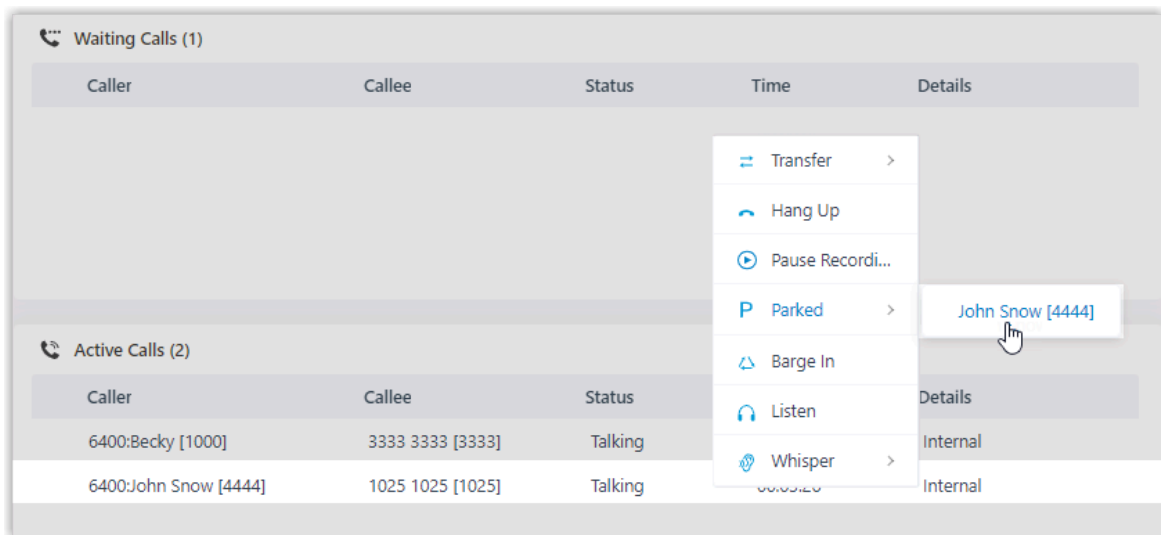 Waiting Calls (1)
Caller Callee Status Time Details
Transfer
Hang Up
Pause Recordi...
Parked
John Snow [4444]
Barge In
Listen
Whisper
Active Calls (2)
Caller Callee Status Details
6400:Becky [1000] 3333 3333 [3333] Talking Internal
6400:John Snow [4444] 1025 1025 [1025] Talking Internal